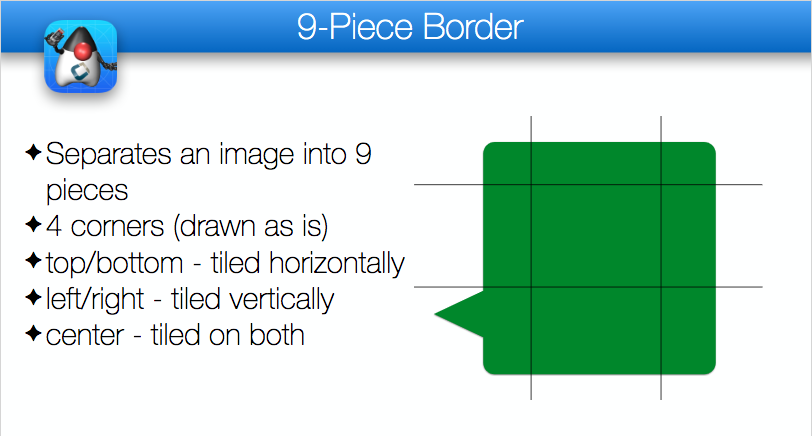 9-Piece Border
✦Separates an image into 9
pieces
✦4 corners (drawn as is)
✦top/bottom - tiled horizontally
✦left/right - tiled vertically
✦center - tiled on both